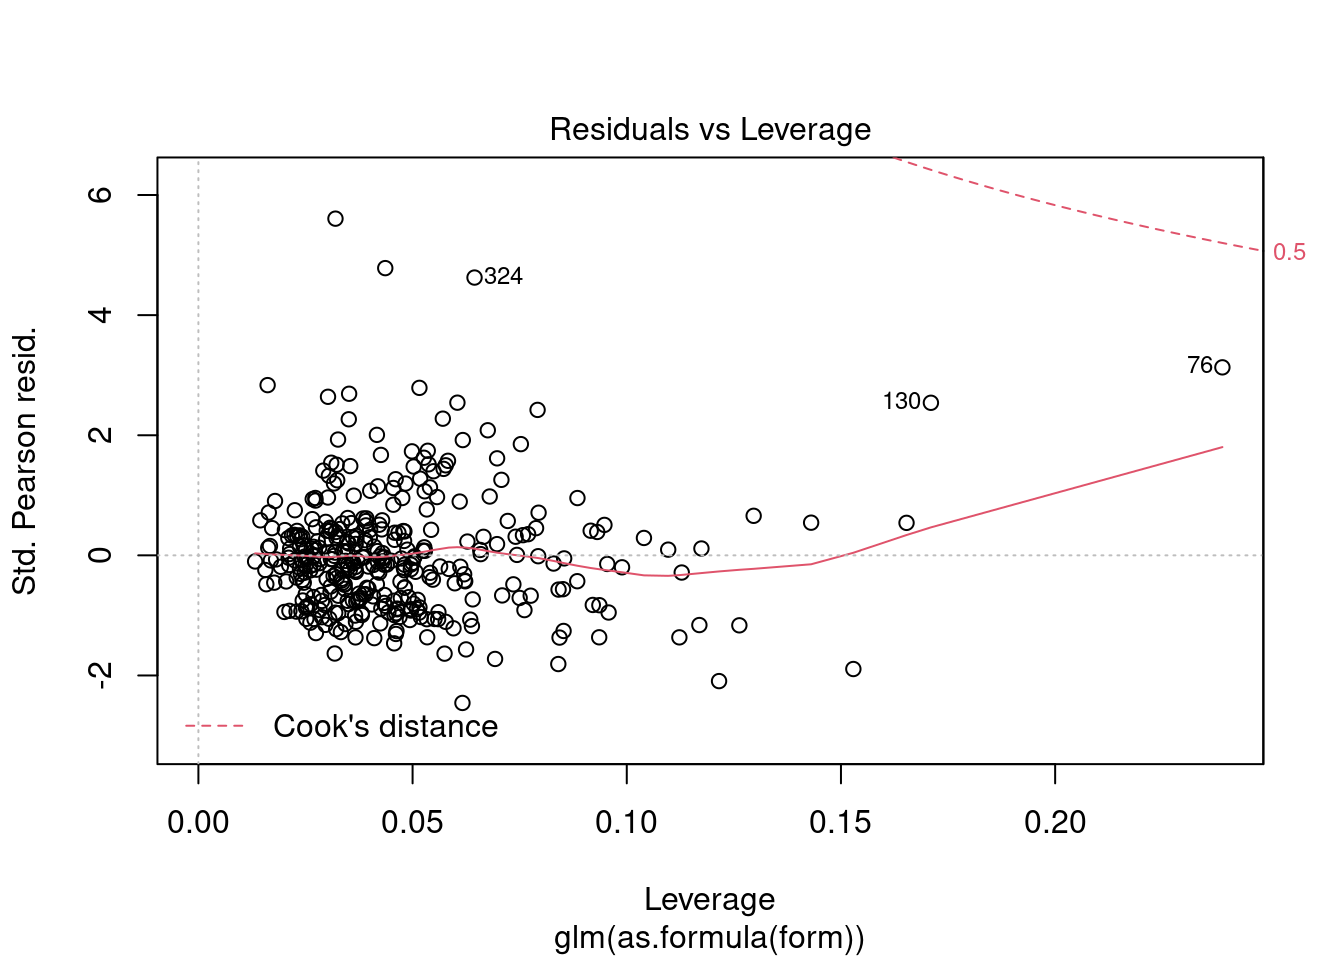 Residuals vs Leverage
Std. Pearson resid.
6
4
2
0
-2
324
76
130
0.5
Cook's distance
0.00 0.05 0.10 0.15 0.20
Leverage
glm(as.formula(form))